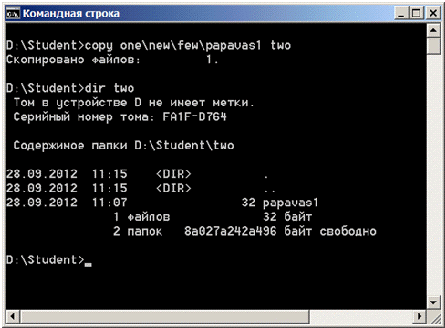 Командная строка
D:\Student>copy one\new\few\papavas1 two
Скопировано файлов: 1.
D:\Student>dir two
Том в устройстве D не имеет метки.
Серийный номер тома: FA1F-D764
Содержимое папки D:\Student\two
28.09.2012 11:15 <DIR> .
28.09.2012 11:15 <DIR> ..
28.09.2012 11:07 32 papavas1
1 файлов 32 байт
2 папок 8а027а242а496 байт свободно
D:\Student>_